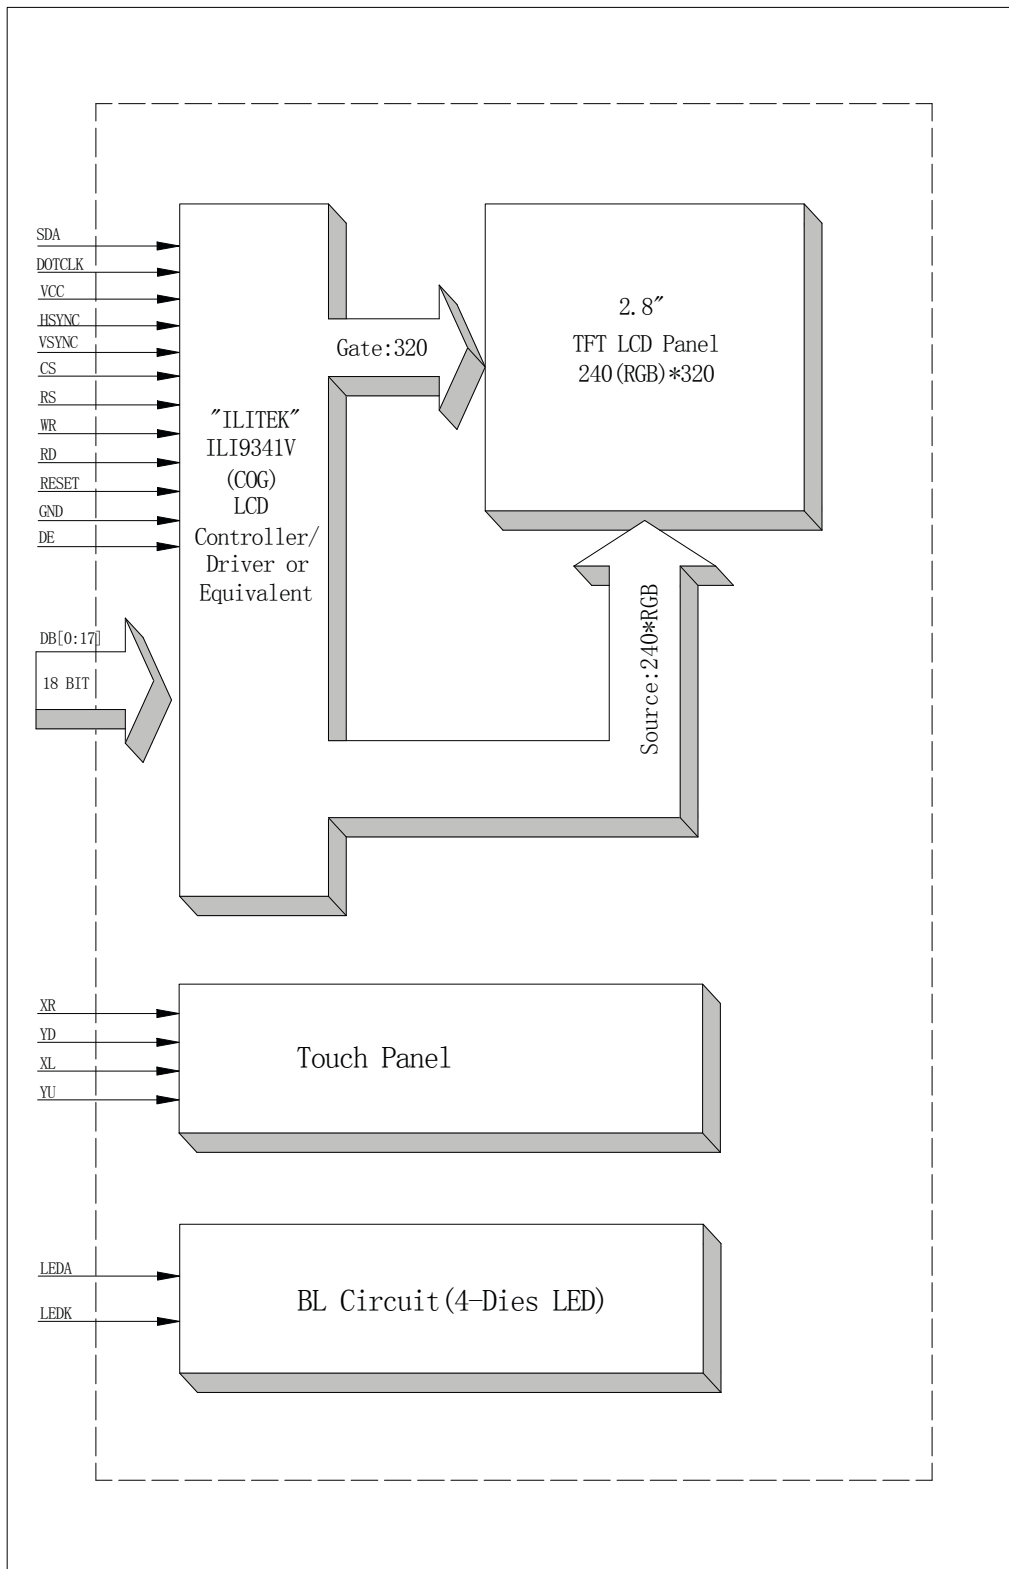 SDA
DOTCLK
VCC
HSYNC
VSYNC
CS
RS
WR
RD
RESET
GND
DE
DB[0:17]
18 BIT
"ILITEK"
ILI9341V
(COG)
LCD
Controller/
Driver or
Equivalent
Gate:320
2.8"
TFT LCD Panel
240(RGB)*320
Source:240*RGB
XR
YD
XL
YU
Touch Panel
LEDA
LEDK
BL Circuit(4-Dies LED)